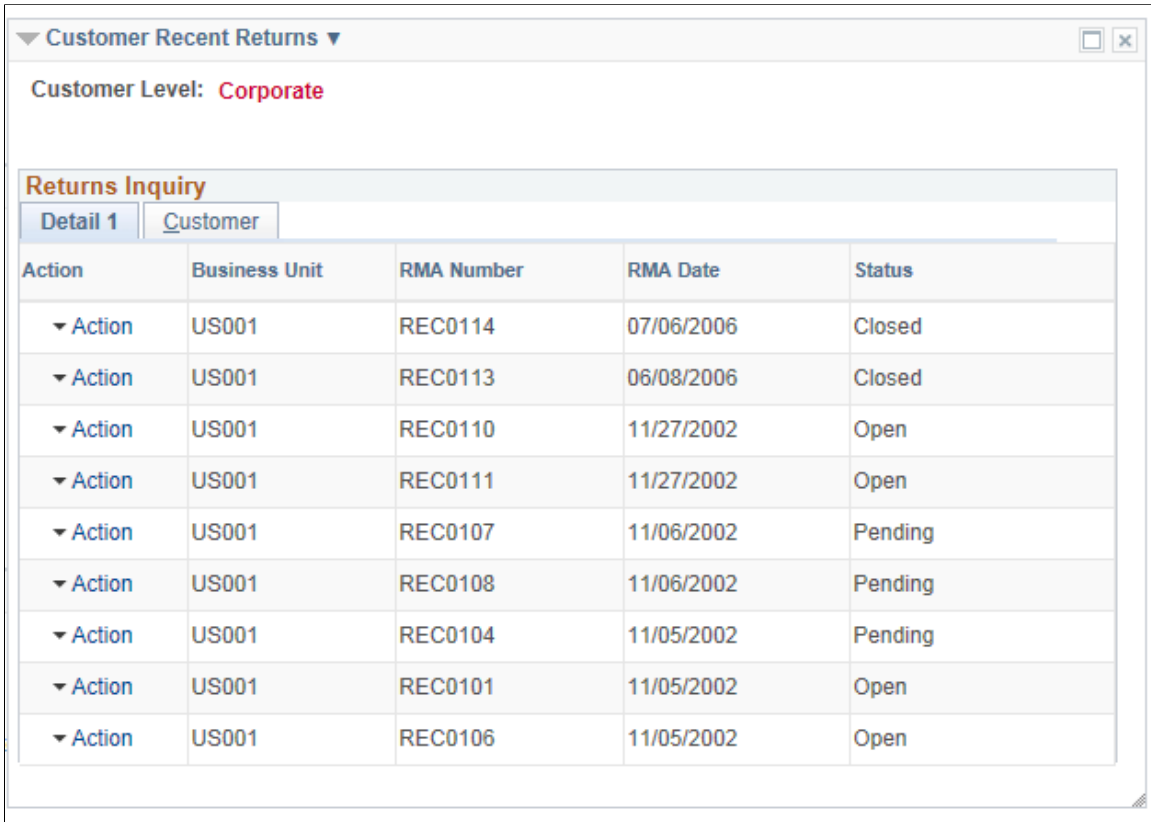 Customer Recent Returns
Customer Level: Corporate
Returns Inquiry
Detail 1 Customer
Action Business Unit RMA Number RMA Date Status
Action US001 REC0114 07/06/2006 Closed
Action US001 REC0113 06/08/2006 Closed
Action US001 REC0110 11/27/2002 Open
Action US001 REC0111 11/27/2002 Open
Action US001 REC0107 11/06/2002 Pending
Action US001 REC0108 11/06/2002 Pending
Action US001 REC0104 11/05/2002 Pending
Action US001 REC0101 11/05/2002 Open
Action US001 REC0106 11/05/2002 Open